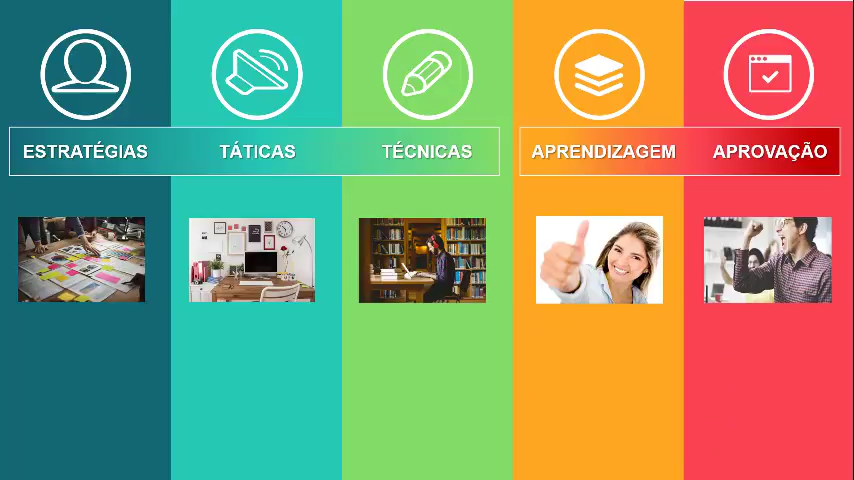 ESTRATÉGIAS
TÁTICAS
TÉCNICAS
APRENDIZAGEM
APROVAÇÃO